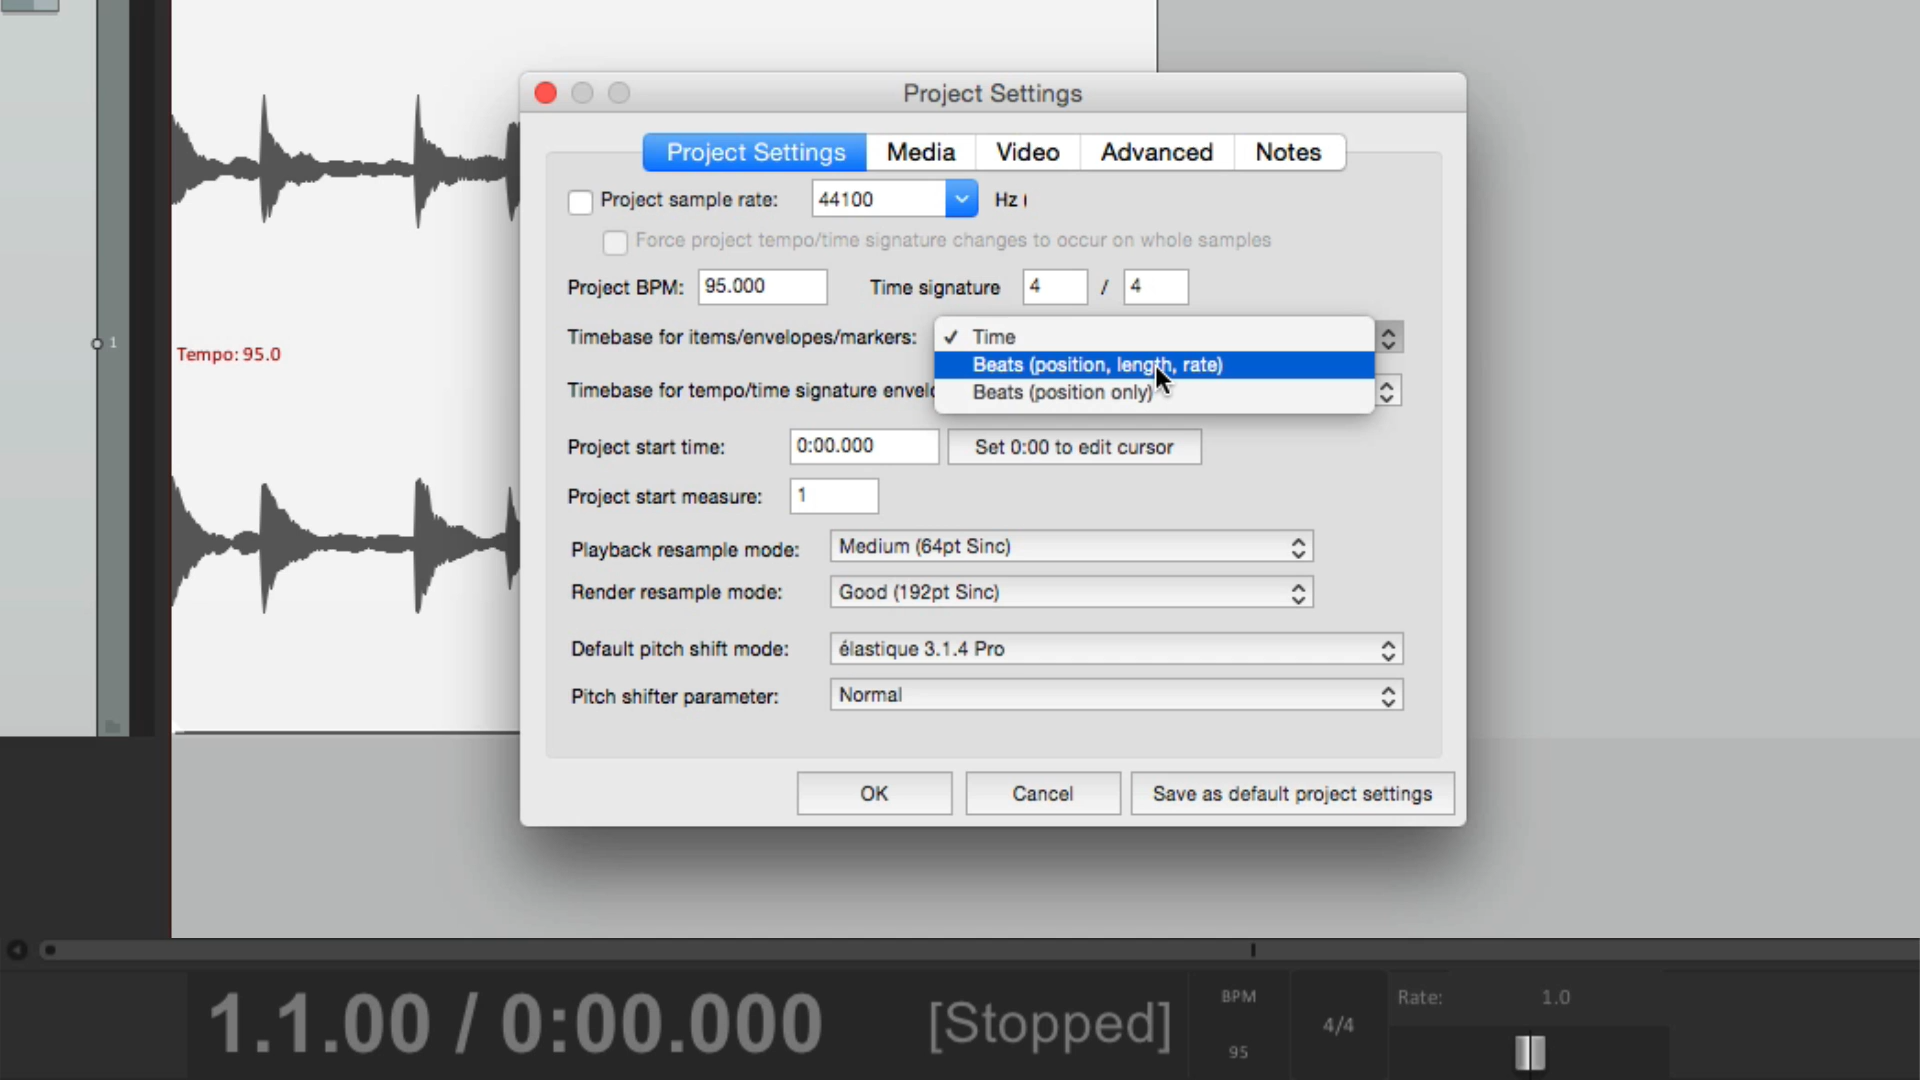 Project Settings
Project Settings Media Video Advanced Notes
Project sample rate: 44100 Hz
Force project tempo/time signature changes to occur on whole samples
Project BPM: 95.000 Time signature 4 / 4
Timebase for items/envelopes/markers: ✓ Time
Beats (position, length, rate)
Timebase for tempo/time signature Beats (position only)
1
Tempo: 95.0
Project start time: 0:00.000 Set 0:00 to edit cursor
Project start measure: 1
Playback resample mode: Medium (64pt Sinc)
Render resample mode: Good (192pt Sinc)
Default pitch shift mode: élastique 3.1.4 Pro
Pitch shifter parameter: Normal
OK Cancel Save as default project settings
1.1.00 / 0:00.000 [Stopped] BPM 4/4 Rate: 1.0
95